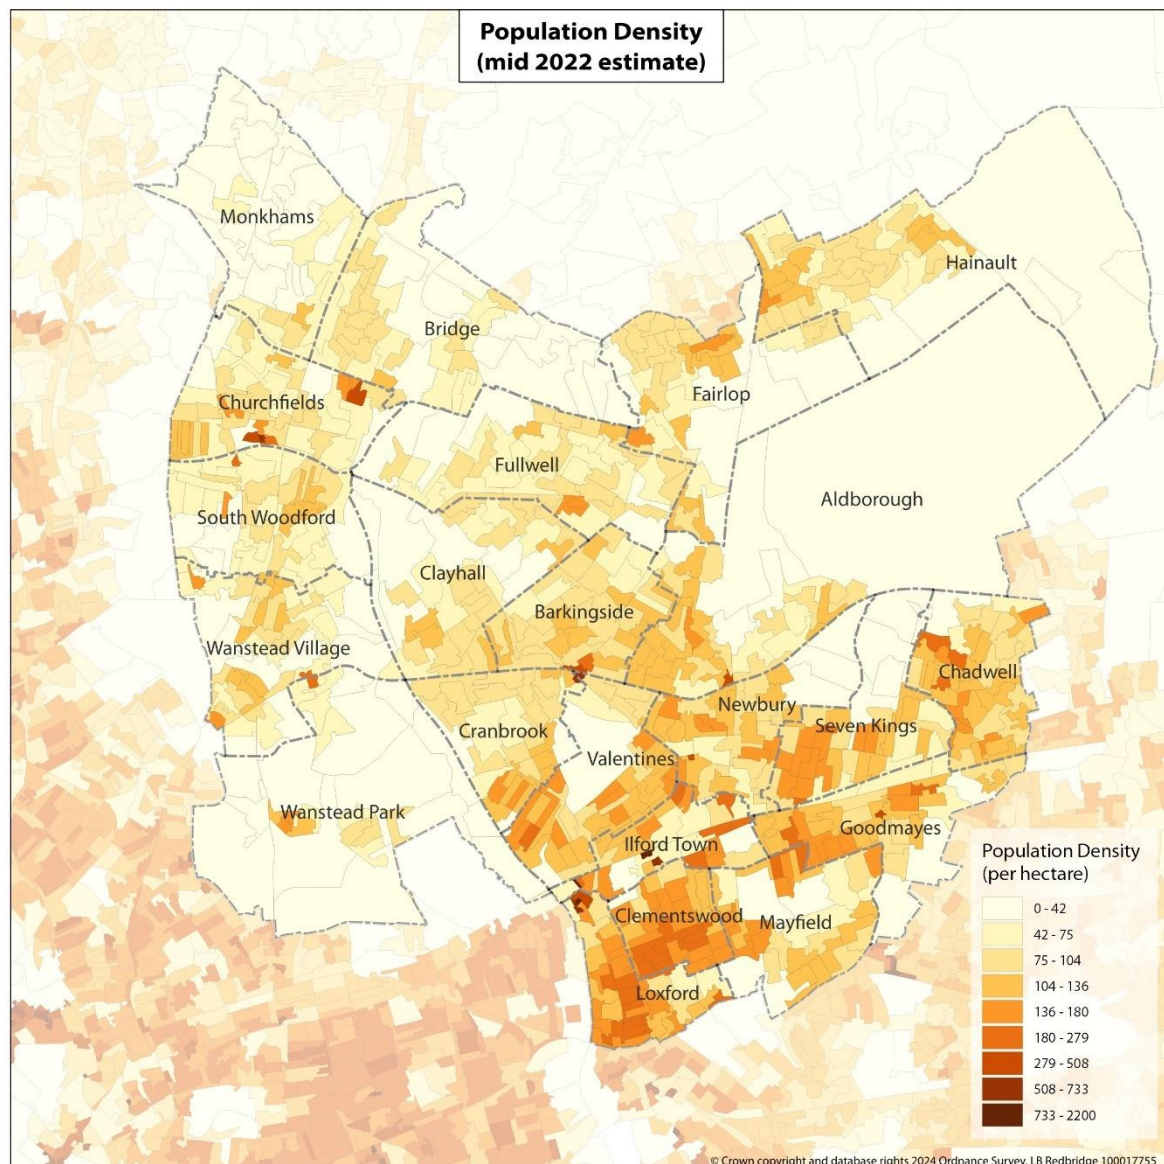 Population Density
(mid 2022 estimate)
Monkhams
Hainault
Bridge
Fairlop
Churchfields
Fullwell
Aldborough
South Woodford
Clayhall
Barkingside
Wanstead Village
Chadwell
Newbury
Seven Kings
Cranbrook
Valentines
Wanstead Park
Goodmayes
Ilford Town
Clementswood
Mayfield
Loxford
Population Density
(per hectare)
0 - 42
42 - 75
75 - 104
104 - 136
136 - 180
180 - 279
279 - 508
508 - 733
733 - 2200
© Crown copyright and database rights 2024 Ordnance Survey, LB Redbridge 100017755